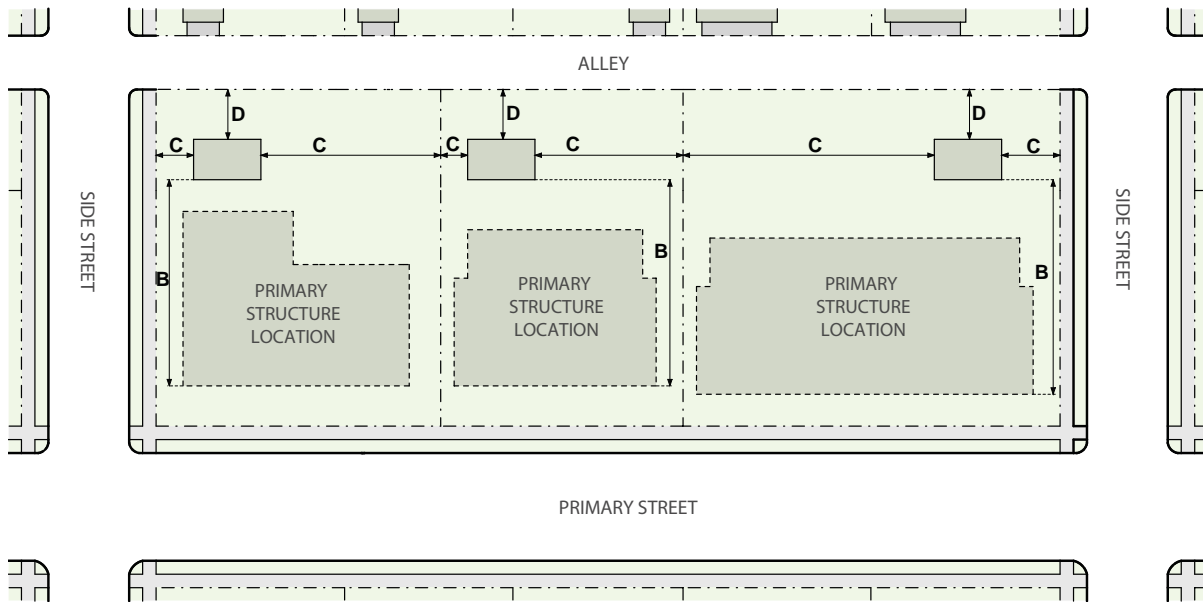 ALLEY
D
D
D
C
C
C
C
C
C
SIDE STREET
SIDE STREET
B
B
B
PRIMARY
STRUCTURE
LOCATION
PRIMARY
STRUCTURE
LOCATION
PRIMARY
STRUCTURE
LOCATION
PRIMARY STREET